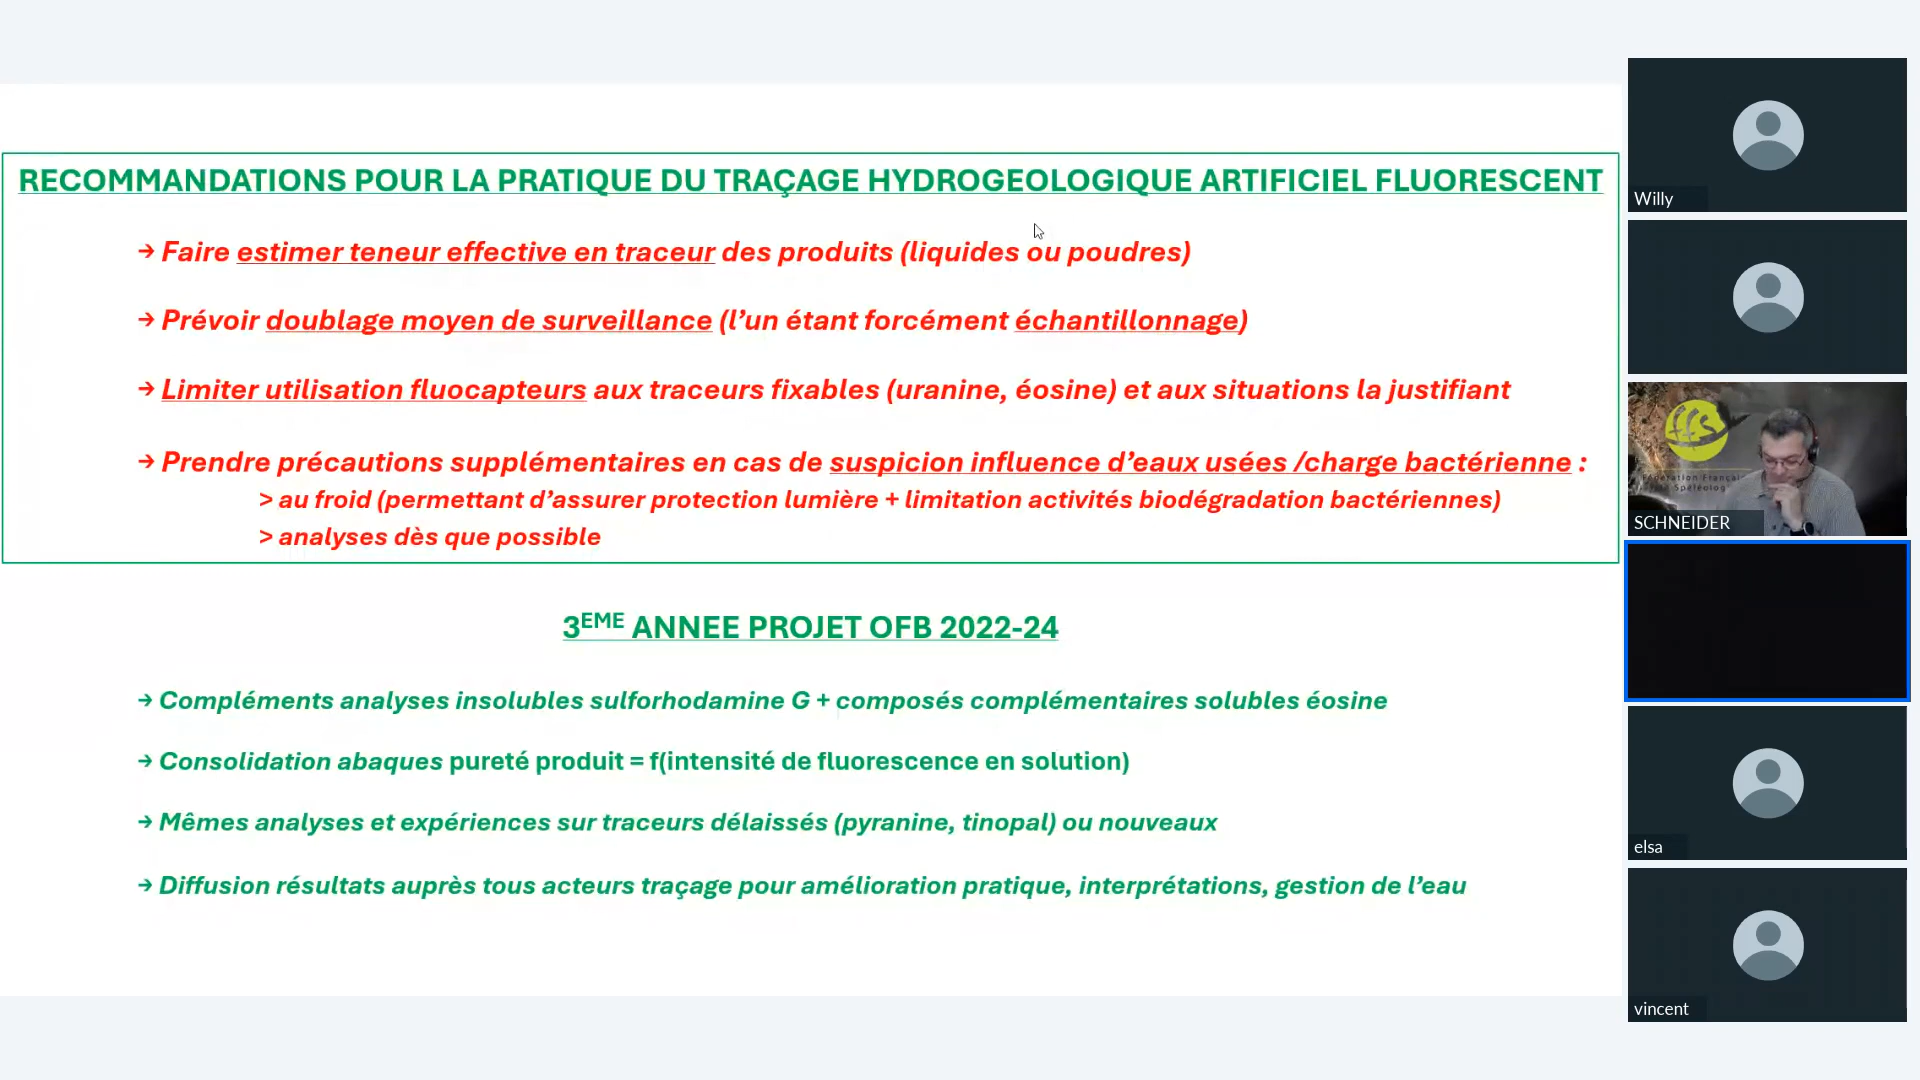 RECOMMANDATIONS POUR LA PRATIQUE DU TRAÇAGE HYDROGEOLOGIQUE ARTIFICIEL FLUORESCENT
→ Faire estimer teneur effective en traceur des produits (liquides ou poudres)
→ Prévoir doublage moyen de surveillance (l’un étant forcément échantillonnage)
→ Limiter utilisation fluocapteurs aux traceurs fixables (uranine, éosine) et aux situations la justifiant
→ Prendre précautions supplémentaires en cas de suspicion influence d’eaux usées /charge bactérienne :
> au froid (permettant d’assurer protection lumière + limitation activités biodégradation bactériennes)
> analyses dès que possible
3EME ANNEE PROJET OFB 2022-24
→ Compléments analyses insolubles sulforhodamine G + composés complémentaires solubles éosine
→ Consolidation abaques pureté produit = f(intensité de fluorescence en solution)
→ Mêmes analyses et expériences sur traceurs délaissés (pyranine, tinopal) ou nouveaux
→ Diffusion résultats auprès tous acteurs traçage pour amélioration pratique, interprétations, gestion de l’eau
Willy
SCHNEIDER
elsa
vincent